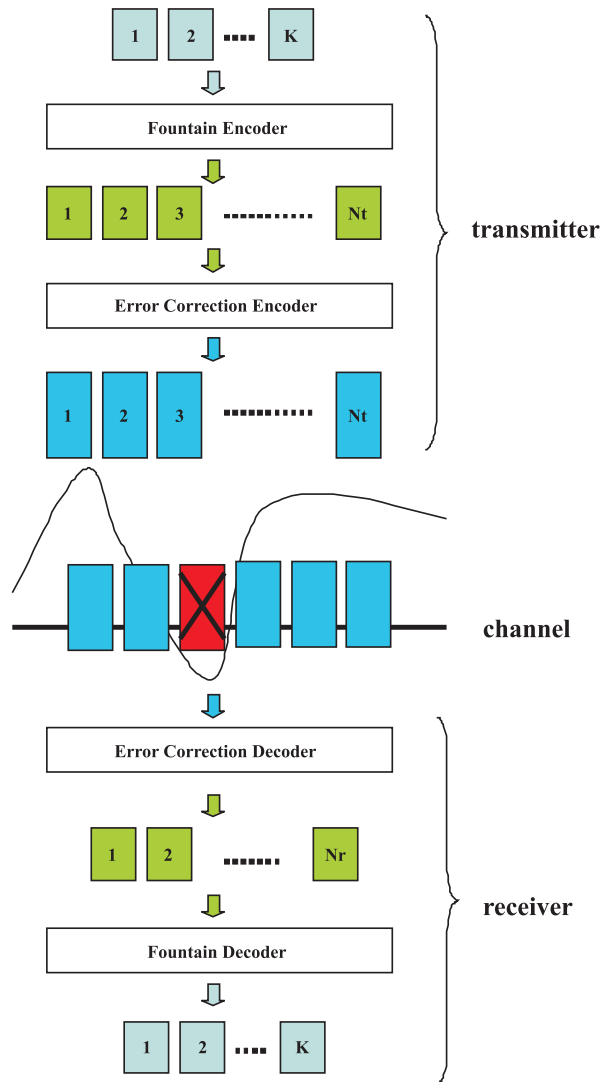 1 2 K
Fountain Encoder
1 2 3 Nt
transmitter
Error Correction Encoder
1 2 3 Nt
channel
Error Correction Decoder
1 2 Nr
receiver
Fountain Decoder
1 2 K